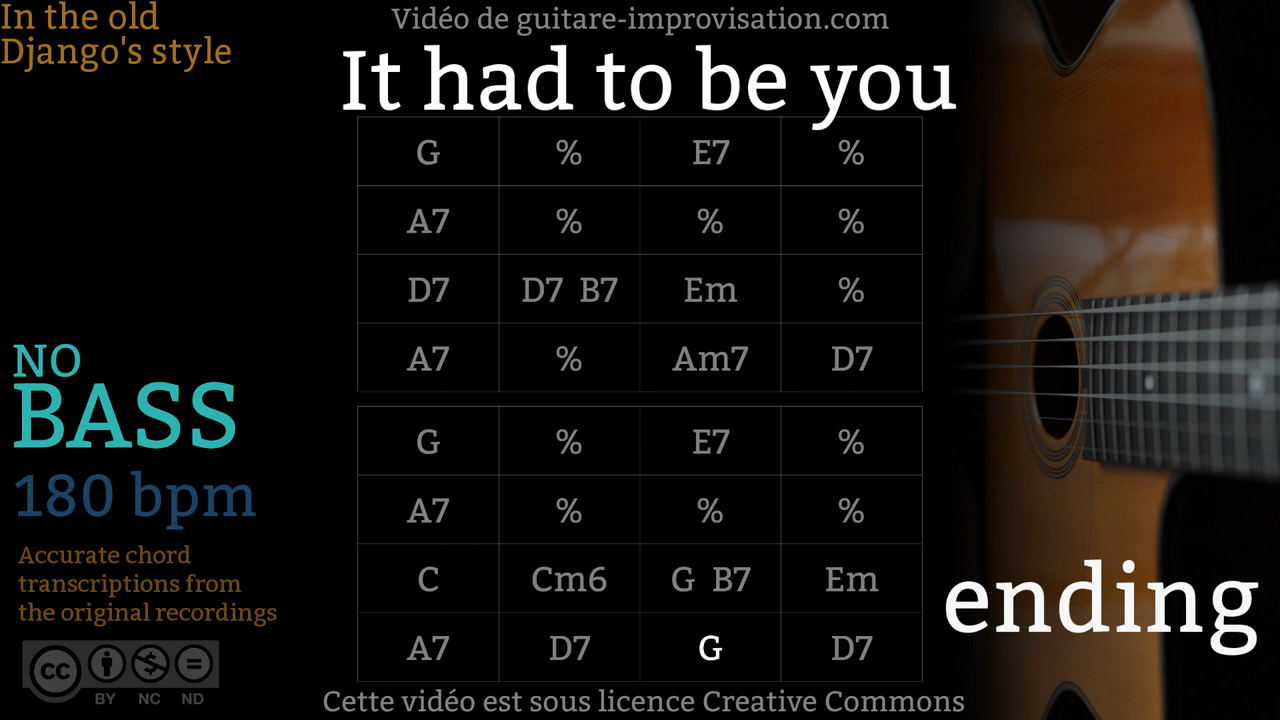 In the old
Django's style
Vidéo de guitare-improvisation.com
It had to be you
G % E7 %
A7 % % %
D7 D7 B7 Em %
A7 % Am7 D7
G % E7 %
A7 % % %
C Cm6 G B7 Em
A7 D7 G D7
NO
BASS
180 bpm
Accurate chord
transcriptions from
the original recordings
cc
BY NC ND
ending
Cette vidéo est sous licence Creative Commons